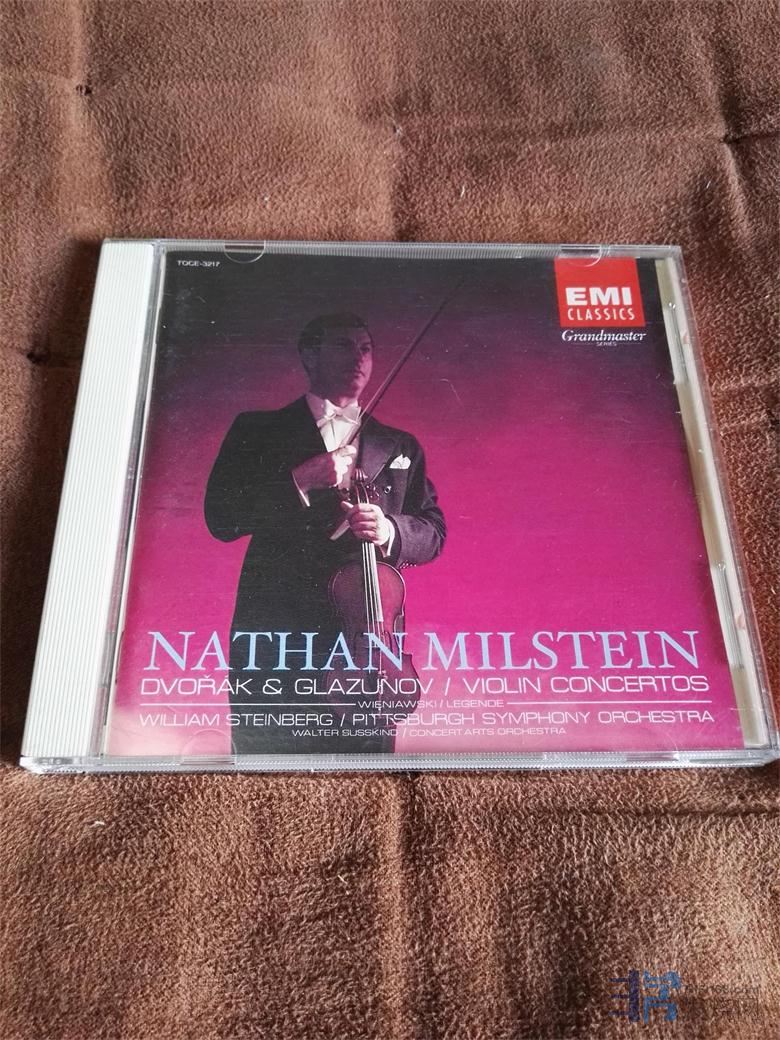 TOCE-3217
EMI
CLASSICS
Grandmaster
SERIES
NATHAN MILSTEIN
DVOŘÁK & GLAZUNOV / VIOLIN CONCERTOS
WIENIAWSKI / LEGENDE
WILLIAM STEINBERG / PITTSBURGH SYMPHONY ORCHESTRA
WALTER SUSSKIND / CONCERT ARTS ORCHESTRA